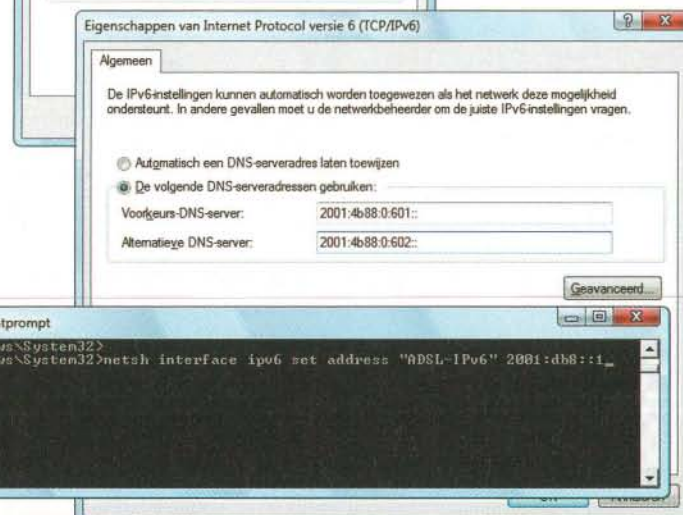 Eigenschappen van Internet Protocol versie 6 (TCP/IPv6)
Algemeen
De IPv6-instellingen kunnen automatisch worden toegewezen als het netwerk deze mogelijkheid
ondersteunt. In andere gevallen moet u de netwerkbeheerder om de juiste IPv6-instellingen vragen.
Automatisch een DNS-serveradres laten toewijzen
De volgende DNS-serveradressen gebruiken:
Voorkeurs-DNS-server: 2001:4b88:0:601::
Alternatieve DNS-server: 2001:4b88:0:602::
Geavanceerd...
tprompt
ws\System32>
ws\System32>netsh interface ipv6 set address "ADSL-IPv6" 2001:db8::1_